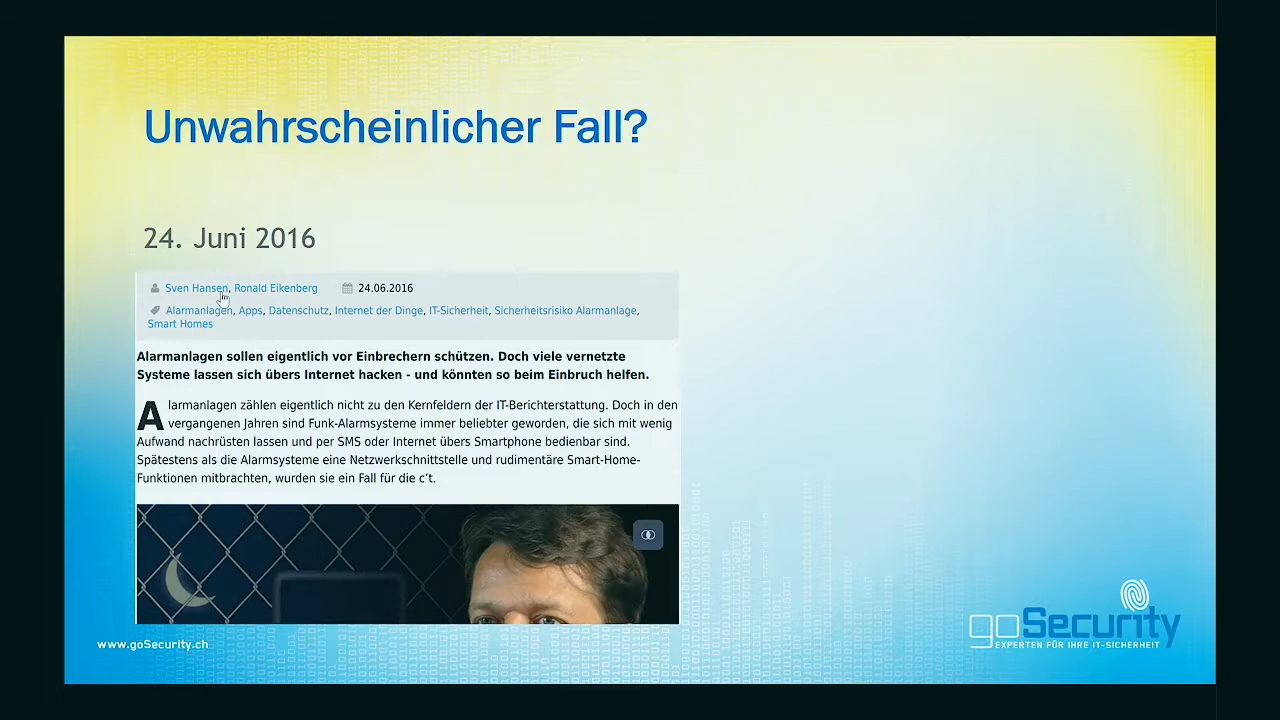 Unwahrscheinlicher Fall?
24. Juni 2016
Sven Hansen, Ronald Eikenberg 24.06.2016
Alarmanlagen, Apps, Datenschutz, Internet der Dinge, IT-Sicherheit, Sicherheitsrisiko Alarmanlage,
Smart Homes
Alarmanlagen sollen eigentlich vor Einbrechern schützen. Doch viele vernetzte
Systeme lassen sich übers Internet hacken - und könnten so beim Einbruch helfen.
Alarmanlagen zählen eigentlich nicht zu den Kernfeldern der IT-Berichterstattung. Doch in den
vergangenen Jahren sind Funk-Alarmsysteme immer beliebter geworden, die sich mit wenig
Aufwand nachrüsten lassen und per SMS oder Internet übers Smartphone bedienbar sind.
Spätestens als die Alarmsysteme eine Netzwerkschnittstelle und rudimentäre Smart-Home-
Funktionen mitbrachten, wurden sie ein Fall für die c't.
www.goSecurity.ch
goSecurity
EXPERTEN FÜR IHRE IT-SICHERHEIT